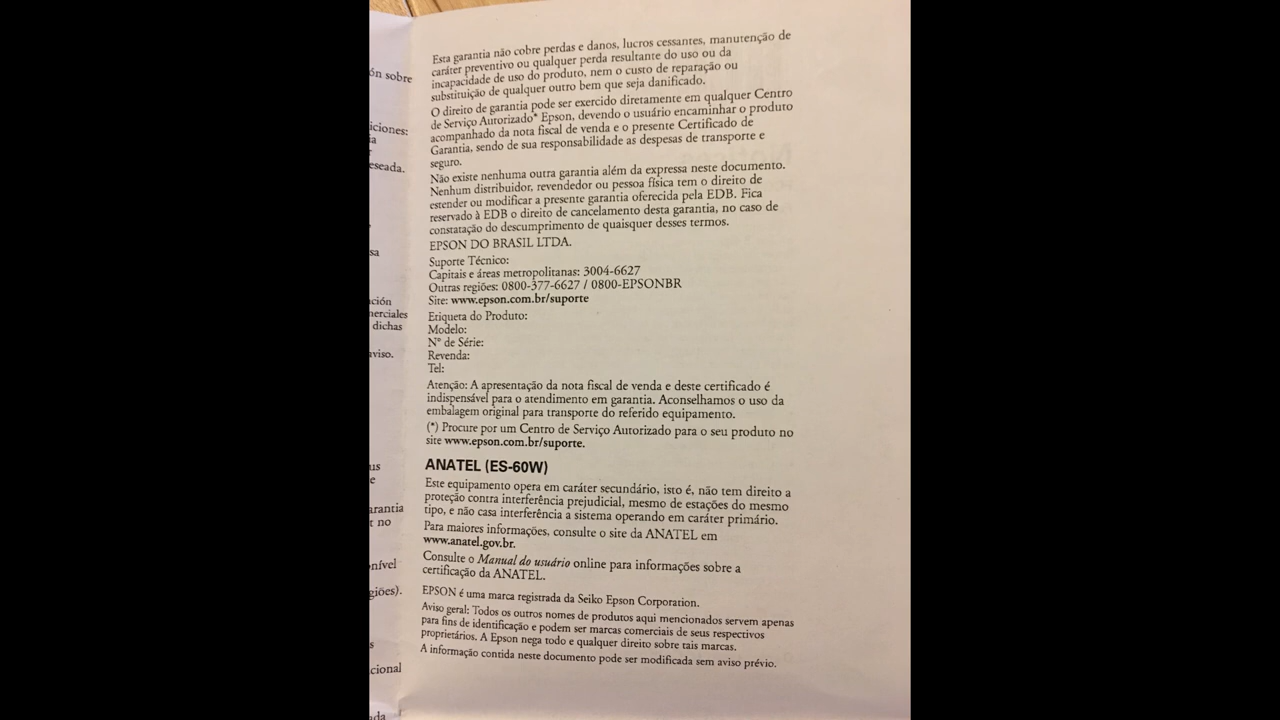 Esta garantia não cobre perdas e danos, lucros cessantes, manutenção de
caráter preventivo ou qualquer perda resultante do uso ou da
incapacidade de uso do produto, nem o custo de reparação ou
substituição de qualquer outro bem que seja danificado.
O direito de garantia pode ser exercido diretamente em qualquer Centro
de Serviço Autorizado* Epson, devendo o usuário encaminhar o produto
acompanhado da nota fiscal de venda e o presente Certificado de
Garantia, sendo de sua responsabilidade as despesas de transporte e
seguro.
Não existe nenhuma outra garantia além da expressa neste documento.
Nenhum distribuidor, revendedor ou pessoa física tem o direito de
estender ou modificar a presente garantia oferecida pela EDB. Fica
reservado à EDB o direito de cancelamento desta garantia, no caso de
constatação do descumprimento de quaisquer desses termos.
EPSON DO BRASIL LTDA.
Suporte Técnico:
Capitais e áreas metropolitanas: 3004-6627
Outras regiões: 0800-377-6627 / 0800-EPSONBR
Site: www.epson.com.br/suporte
Etiqueta do Produto:
Modelo:
N° de Série:
Revenda:
Tel:
Atenção: A apresentação da nota fiscal de venda e deste certificado é
indispensável para o atendimento em garantia. Aconselhamos o uso da
embalagem original para transporte do referido equipamento.
(*) Procure por um Centro de Serviço Autorizado para o seu produto no
site www.epson.com.br/suporte.
ANATEL (ES-60W)
Este equipamento opera em caráter secundário, isto é, não tem direito a
proteção contra interferência prejudicial, mesmo de estações do mesmo
tipo, e não casa interferência a sistema operando em caráter primário.
Para maiores informações, consulte o site da ANATEL em
www.anatel.gov.br.
Consulte o Manual do usuário online para informações sobre a
certificação da ANATEL.
EPSON é uma marca registrada da Seiko Epson Corporation.
Aviso geral: Todos os outros nomes de produtos aqui mencionados servem apenas
para fins de identificação e podem ser marcas comerciais de seus respectivos
proprietários. A Epson nega todo e qualquer direito sobre tais marcas.
A informação contida neste documento pode ser modificada sem aviso prévio.